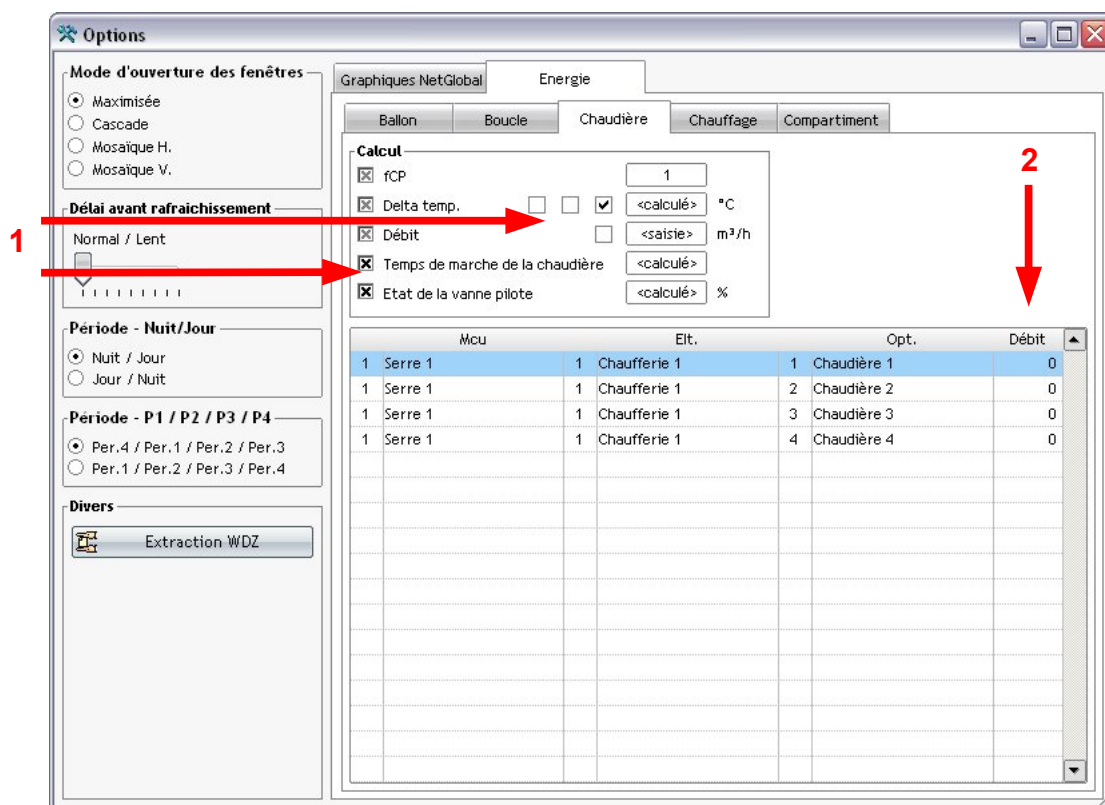 Options
Mode d'ouverture des fenêtres
Maximisée
Cascade
Mosaïque H.
Mosaïque V.
Délai avant rafraichissement
Normal / Lent
Période - Nuit/Jour
Nuit / Jour
Jour / Nuit
Période - P1 / P2 / P3 / P4
Per.4 / Per.1 / Per.2 / Per.3
Per.1 / Per.2 / Per.3 / Per.4
Divers
Extraction WDZ
1
Graphiques NetGlobal Energie
Ballon Boucle Chaudière Chauffage Compartiment
Calcul
fCP 1
Delta temp. <calculé> °C
Débit <saisie> m³/h
Temps de marche de la chaudière <calculé>
Etat de la vanne pilote <calculé> %
2
Mcu Elt. Opt. Débit
1 Serre 1 1 Chaufferie 1 1 Chaudière 1 0
1 Serre 1 1 Chaufferie 1 2 Chaudière 2 0
1 Serre 1 1 Chaufferie 1 3 Chaudière 3 0
1 Serre 1 1 Chaufferie 1 4 Chaudière 4 0